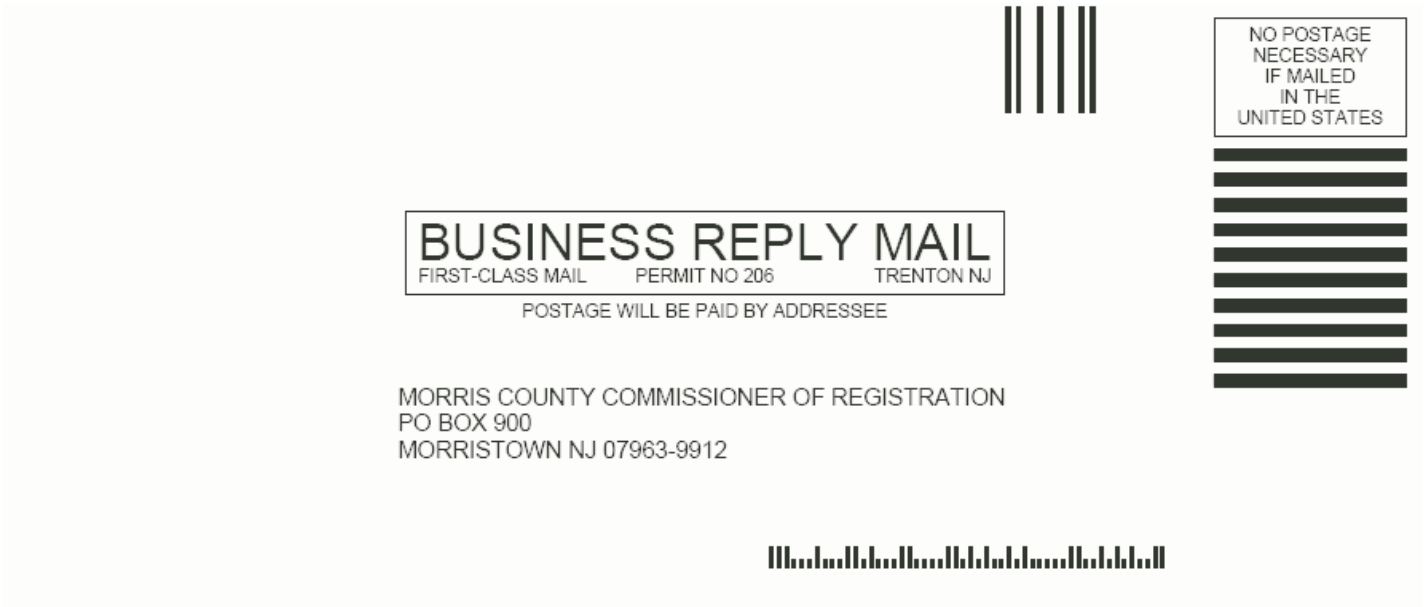 NO POSTAGE
NECESSARY
IF MAILED
IN THE
UNITED STATES
BUSINESS REPLY MAIL
FIRST-CLASS MAIL PERMIT NO 206 TRENTON NJ
POSTAGE WILL BE PAID BY ADDRESSEE
MORRIS COUNTY COMMISSIONER OF REGISTRATION
PO BOX 900
MORRISTOWN NJ 07963-9912